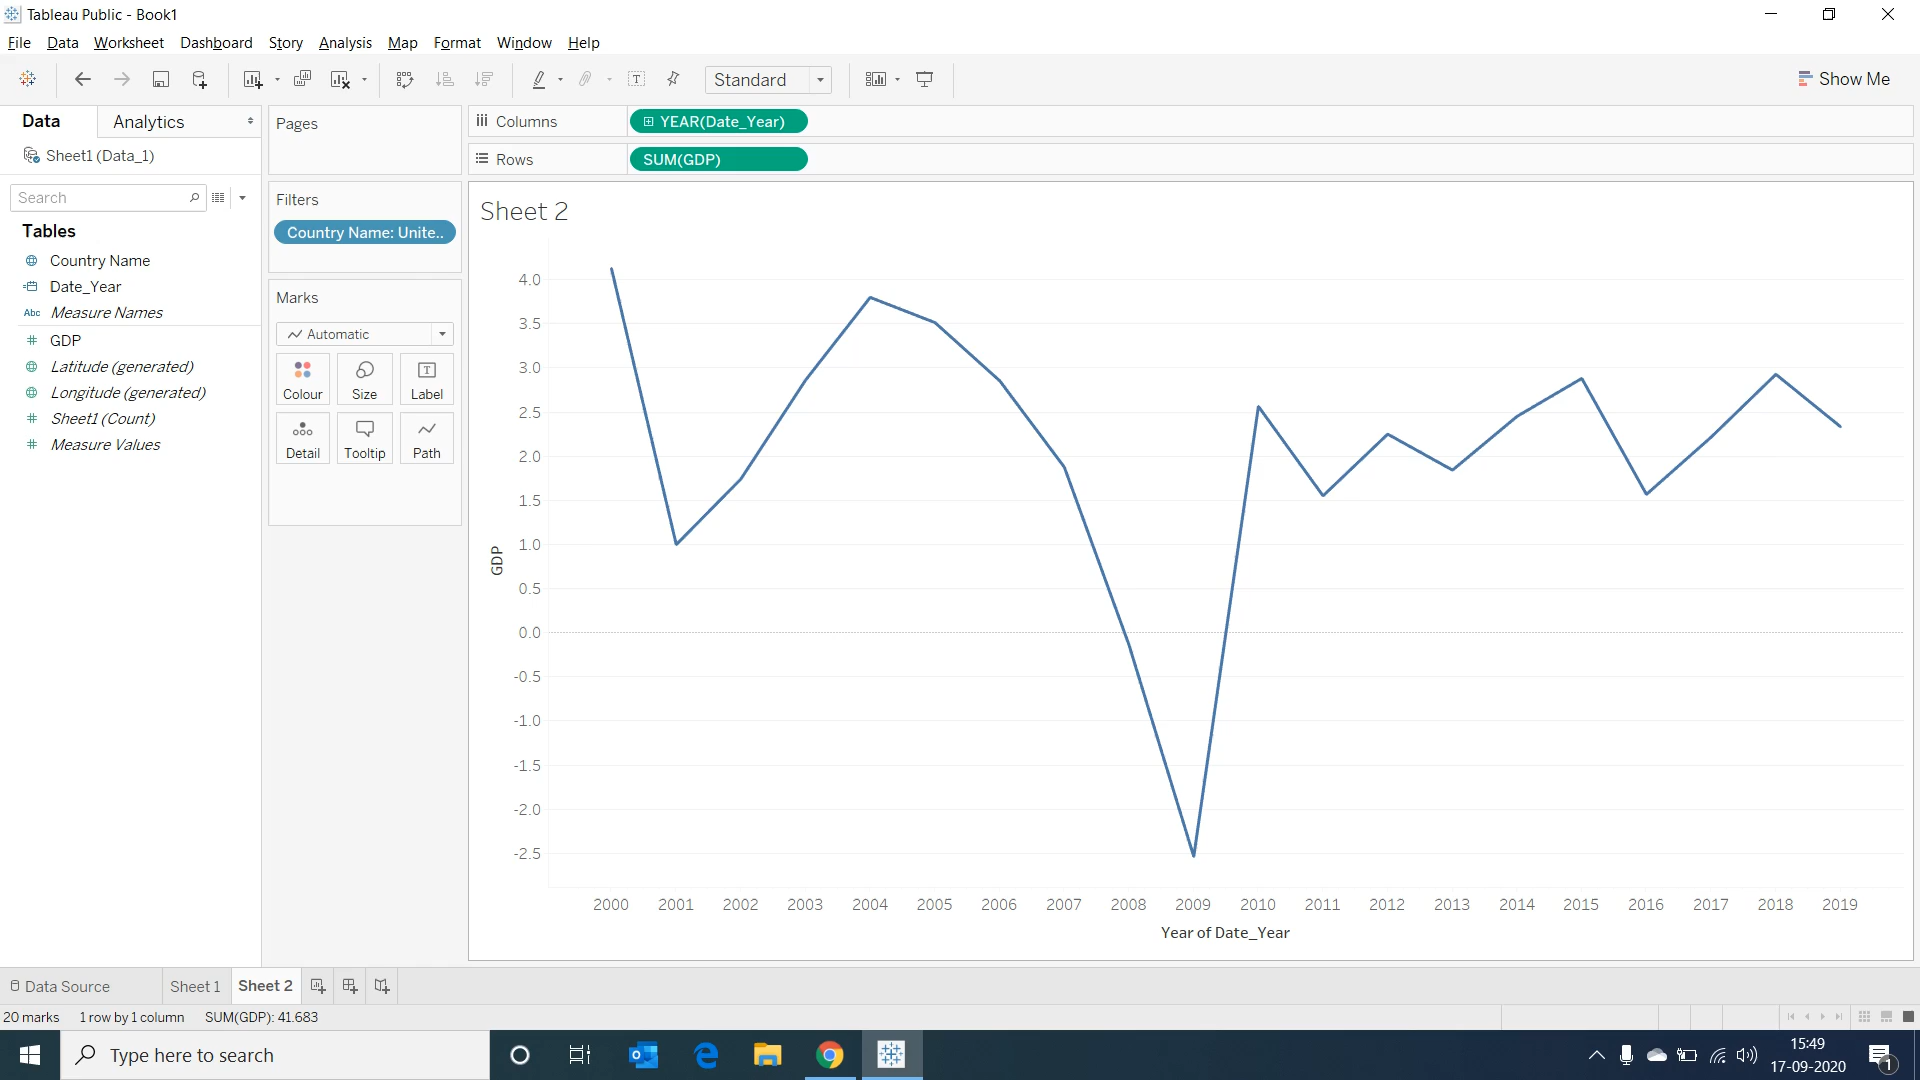 Tableau Public - Book1
File Data Worksheet Dashboard Story Analysis Map Format Window Help
Standard
Show Me
Data Analytics
Sheet1 (Data_1)
Search
Tables
Country Name
Date_Year
Abc Measure Names
GDP
Latitude (generated)
Longitude (generated)
Sheet1 (Count)
Measure Values
Pages
Filters
Country Name: Unite..
Marks
Automatic
Colour Size T Label
Detail Tooltip Path
Columns YEAR(Date_Year)
Rows SUM(GDP)
Sheet 2
4.0
3.5
3.0
2.5
2.0
1.5
1.0
0.5
0.0
-0.5
-1.0
-1.5
-2.0
-2.5
GDP
2000 2001 2002 2003 2004 2005 2006 2007 2008 2009 2010 2011 2012 2013 2014 2015 2016 2017 2018 2019
Year of Date_Year
Data Source Sheet 1 Sheet 2
20 marks 1 row by 1 column SUM(GDP): 41.683
Type here to search
15:49
17-09-2020
1